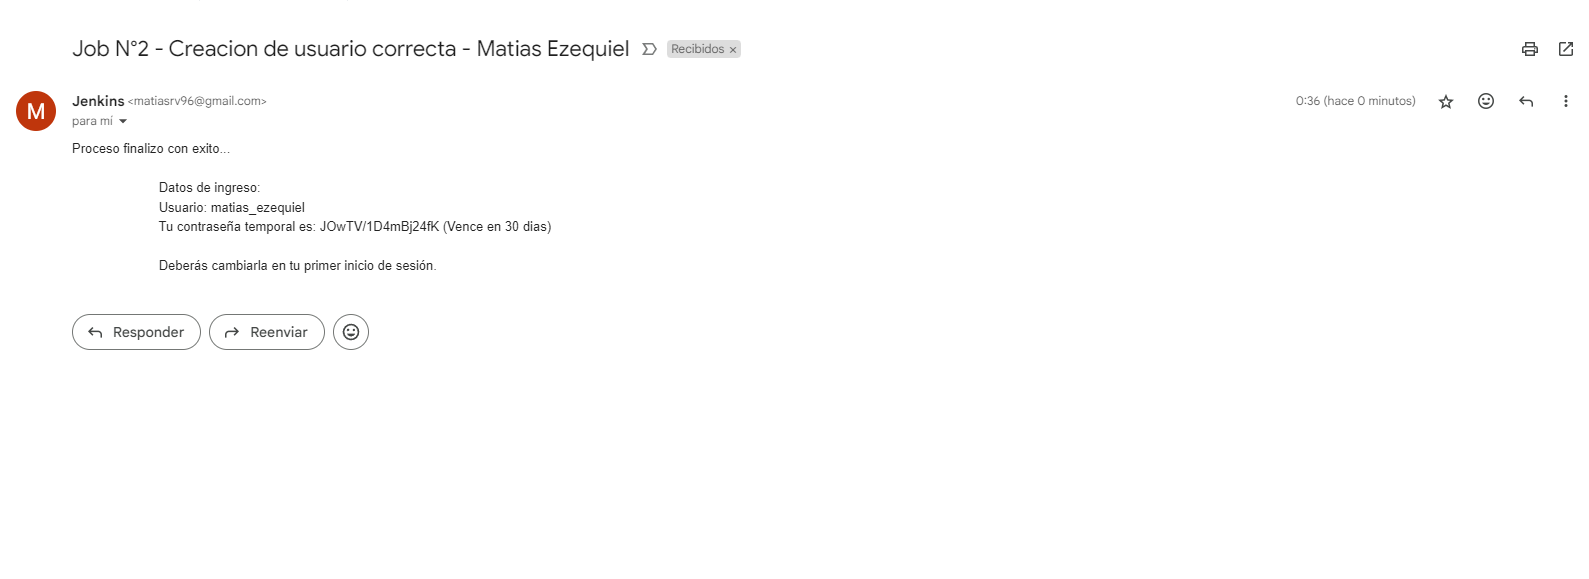 Job N°2 - Creacion de usuario correcta - Matias Ezequiel Recibidos ×
Jenkins <matiasrv96@gmail.com> 0:36 (hace 0 minutos)
M
para mí
Proceso finalizo con exito...
Datos de ingreso:
Usuario: matias_ezequiel
Tu contraseña temporal es: JOwTV/1D4mBj24fK (Vence en 30 dias)
Deberás cambiarla en tu primer inicio de sesión.
Responder Reenviar